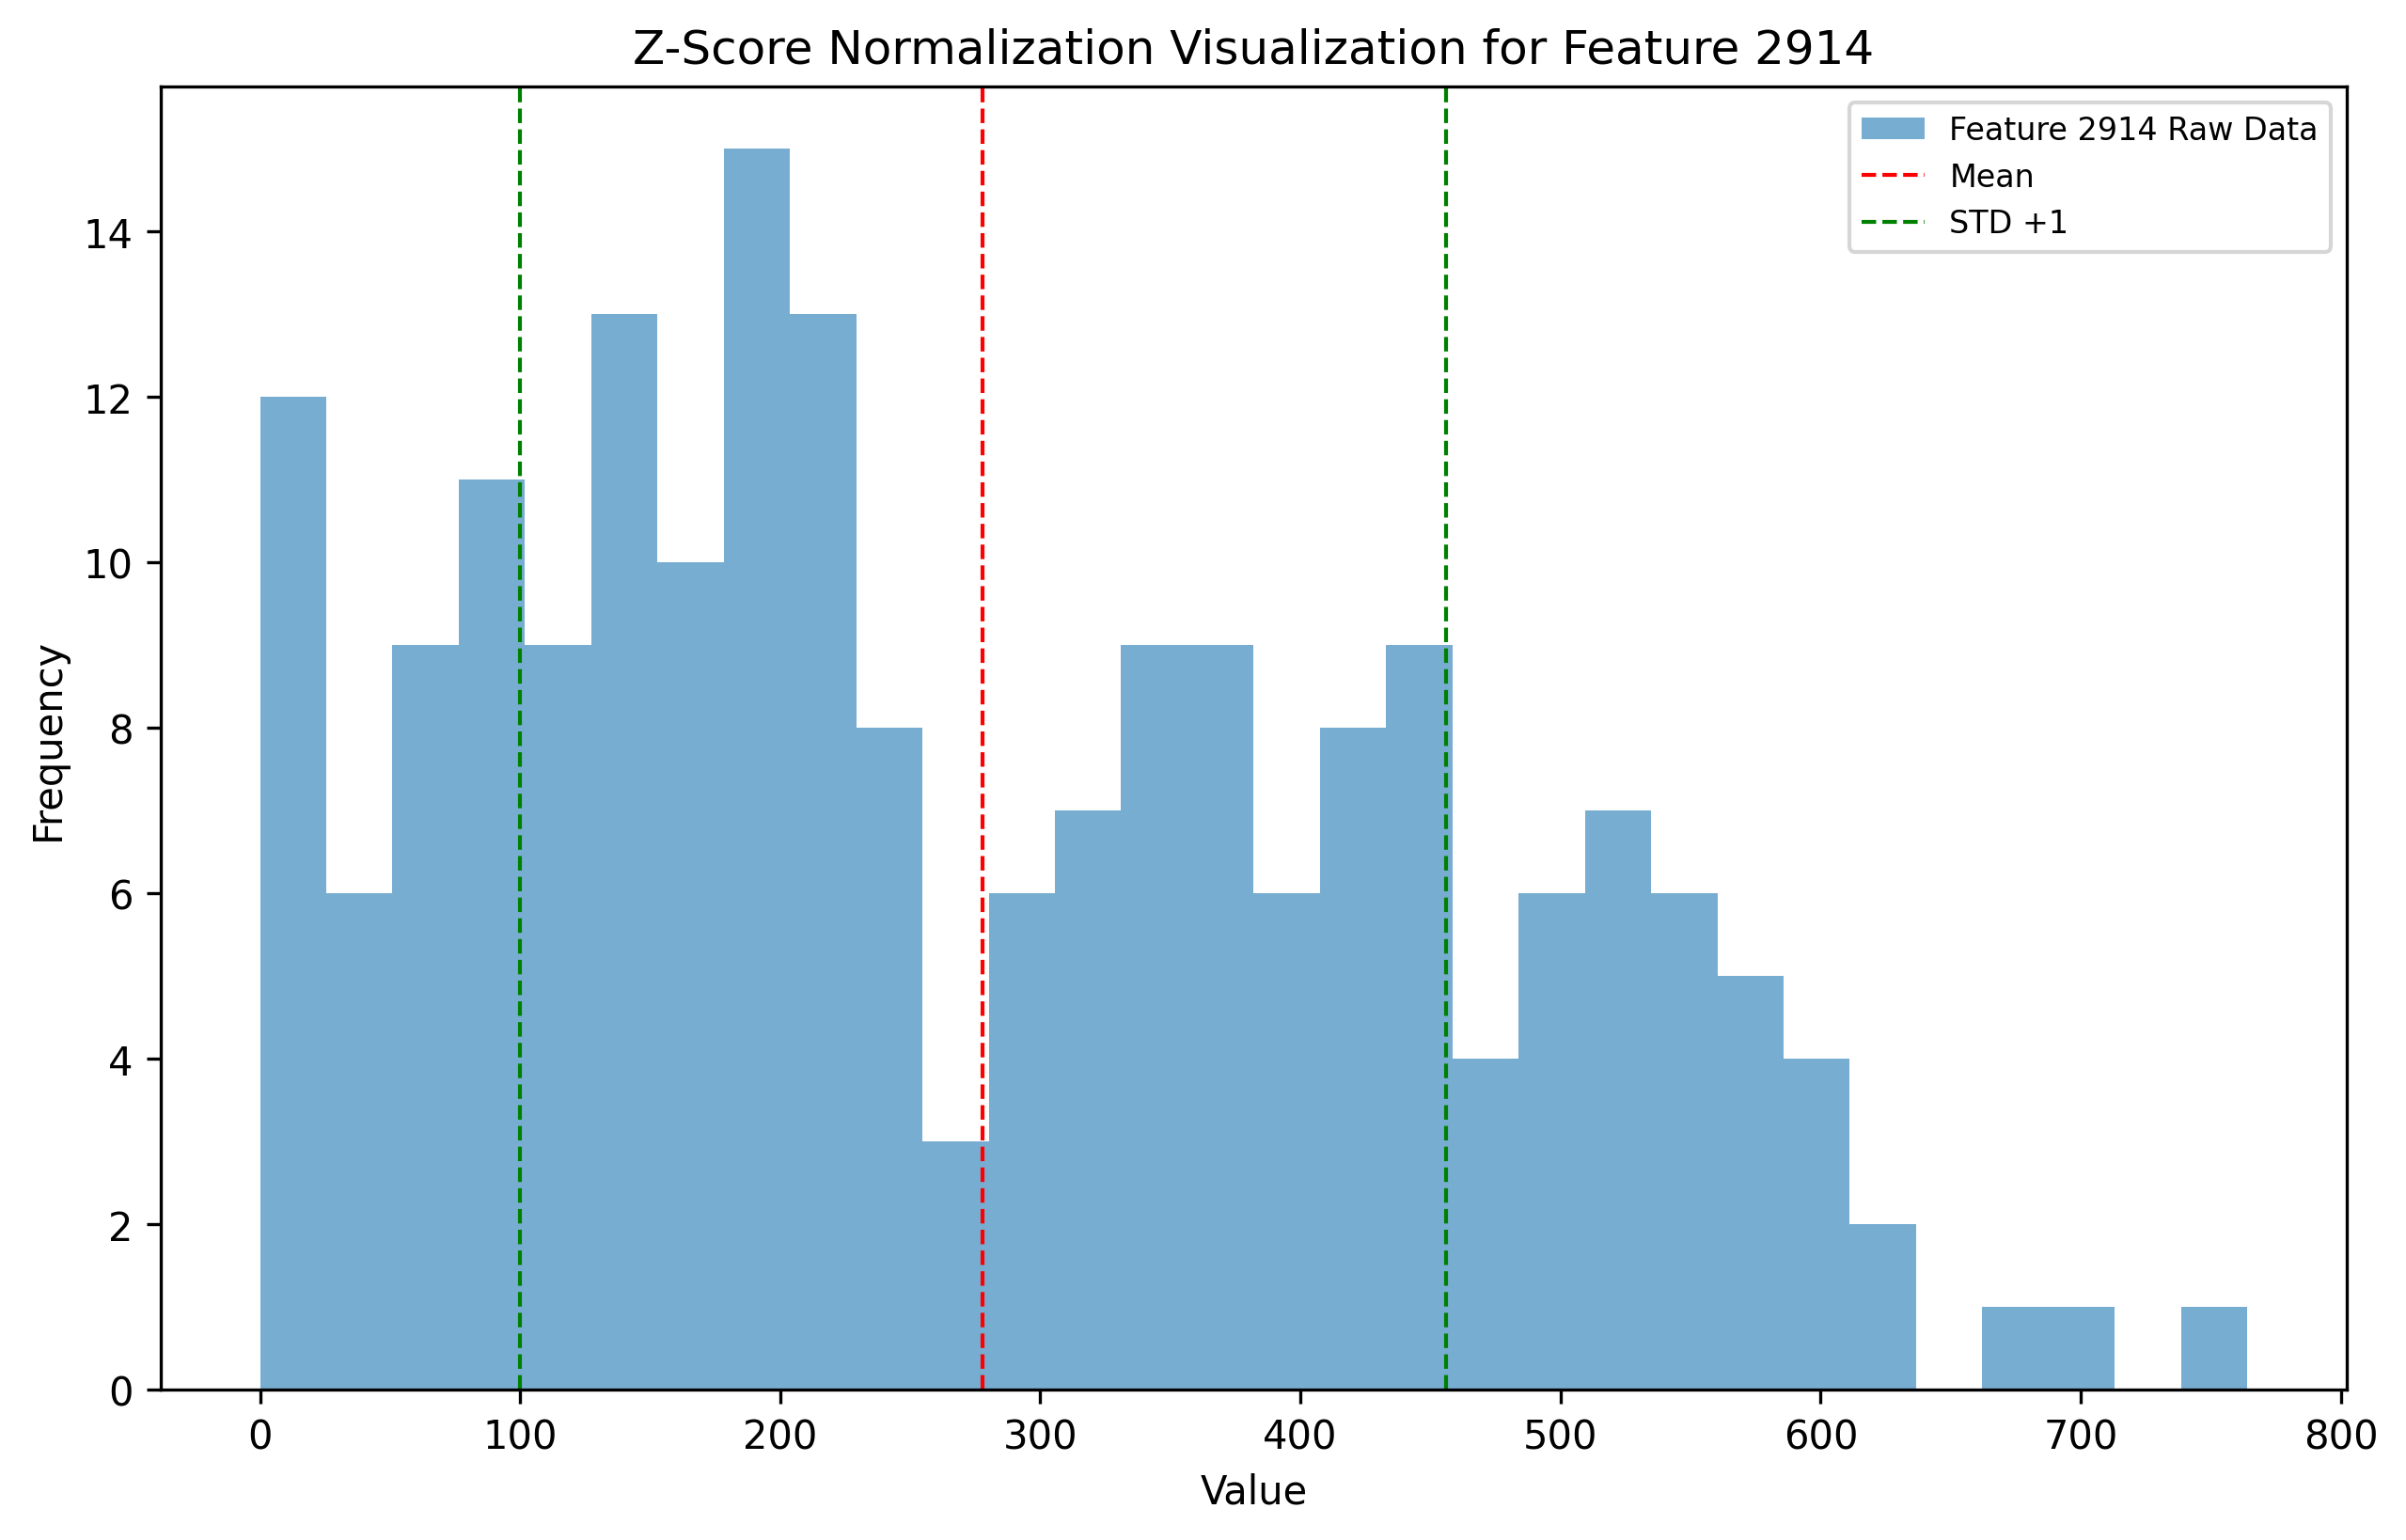 Z-Score Normalization Visualization for Feature 2914
Feature 2914 Raw Data
Mean
STD +1
Frequency
14
12
10
8
6
4
2
0
0 100 200 300 400 500 600 700 800
Value